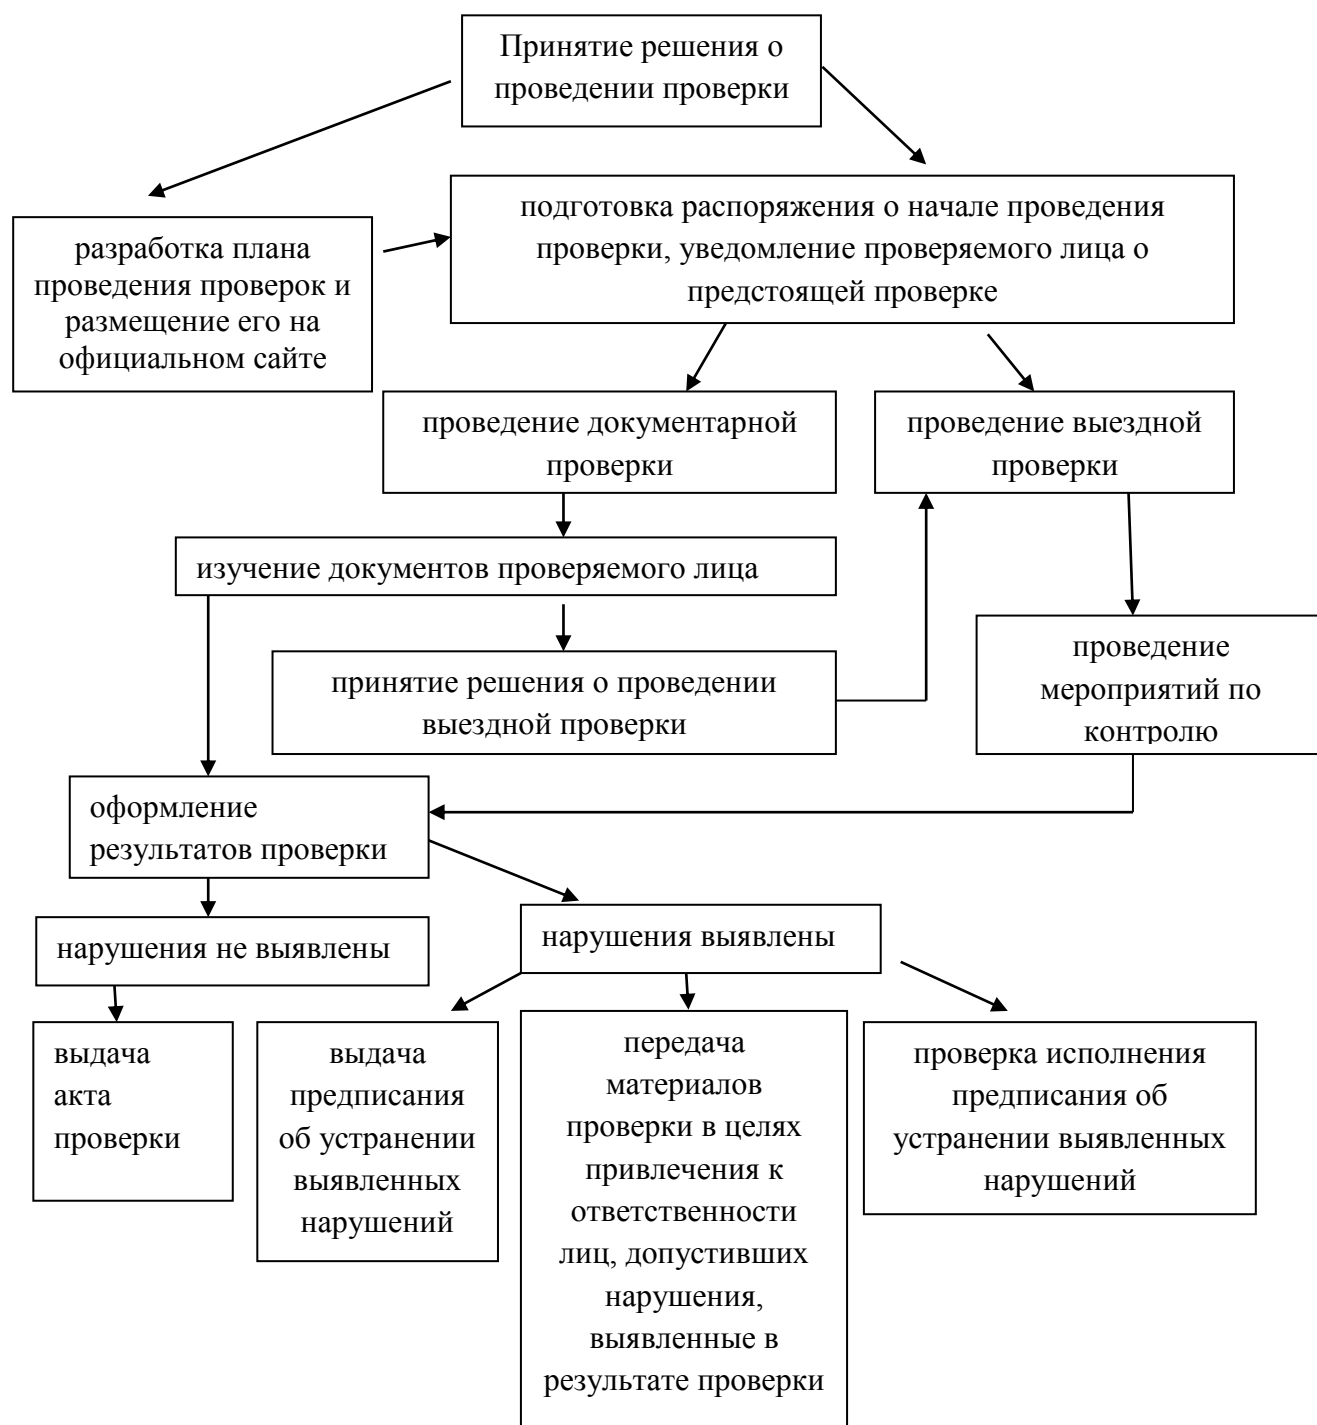 Принятие решения о
проведении проверки
подготовка распоряжения о начале проведения
проверки, уведомление проверяемого лица о
предстоящей проверке
разработка плана
проведения проверок и
размещение его на
официальном сайте
проведение документарной
проверки
проведение выездной
проверки
изучение документов проверяемого лица
принятие решения о проведении
выездной проверки
проведение
мероприятий по
контролю
оформление
результатов проверки
нарушения не выявлены
нарушения выявлены
выдача
акта
проверки
выдача
предписания
об устранении
выявленных
нарушений
передача
материалов
проверки в целях
привлечения к
ответственности
лиц, допустивших
нарушения,
выявленные в
результате проверки
проверка исполнения
предписания об
устранении выявленных
нарушений